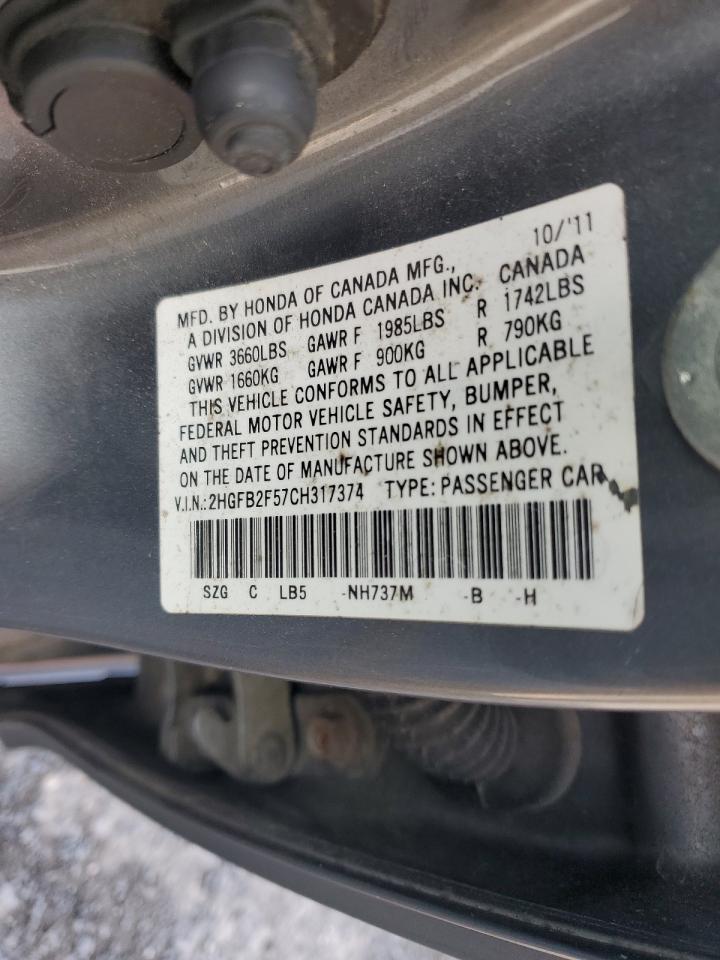 10/'11
MFD. BY HONDA OF CANADA MFG.,
A DIVISION OF HONDA CANADA INC. CANADA
GVWR 3660LBS GAWR F 1985LBS R 1742LBS
GVWR 1660KG GAWR F 900KG R 790KG
THIS VEHICLE CONFORMS TO ALL APPLICABLE
FEDERAL MOTOR VEHICLE SAFETY, BUMPER,
AND THEFT PREVENTION STANDARDS IN EFFECT
ON THE DATE OF MANUFACTURE SHOWN ABOVE.
V.I.N.:2HGFB2F57CH317374 TYPE:PASSENGER CAR
SZG C LB5 -NH737M -B -H